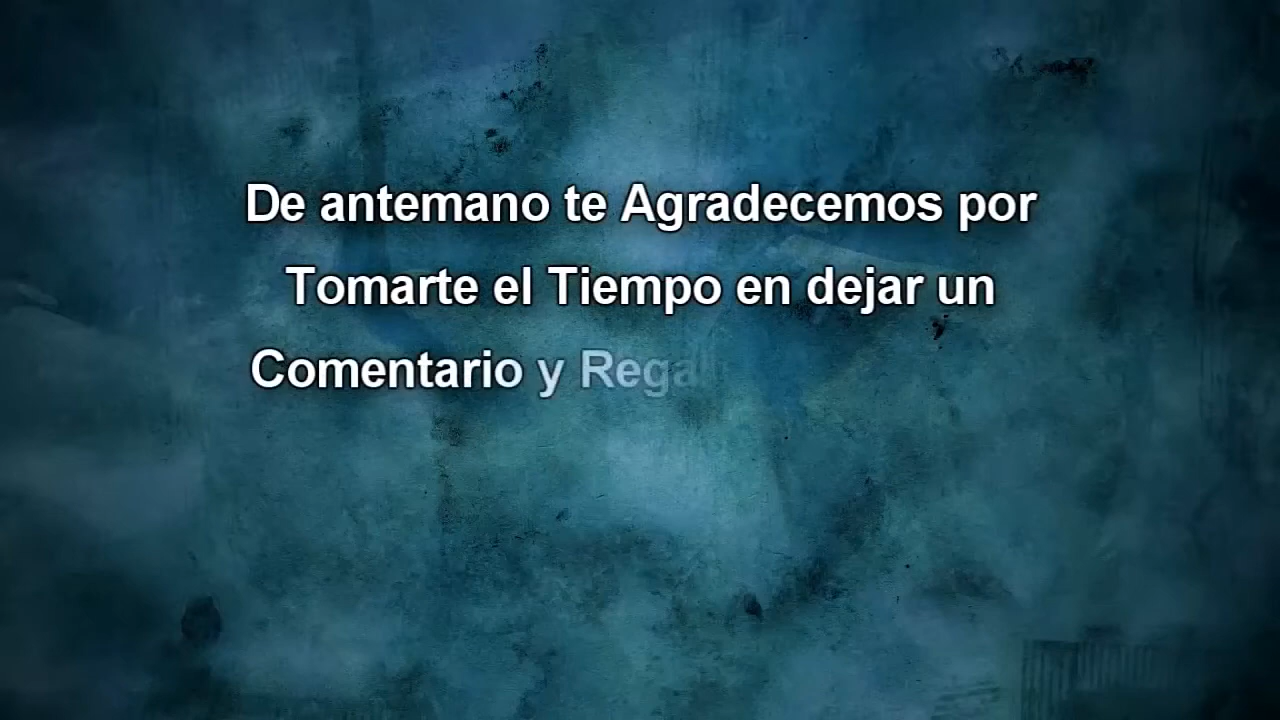 De antemano te Agradecemos por
Tomarte el Tiempo en dejar un
Comentario y